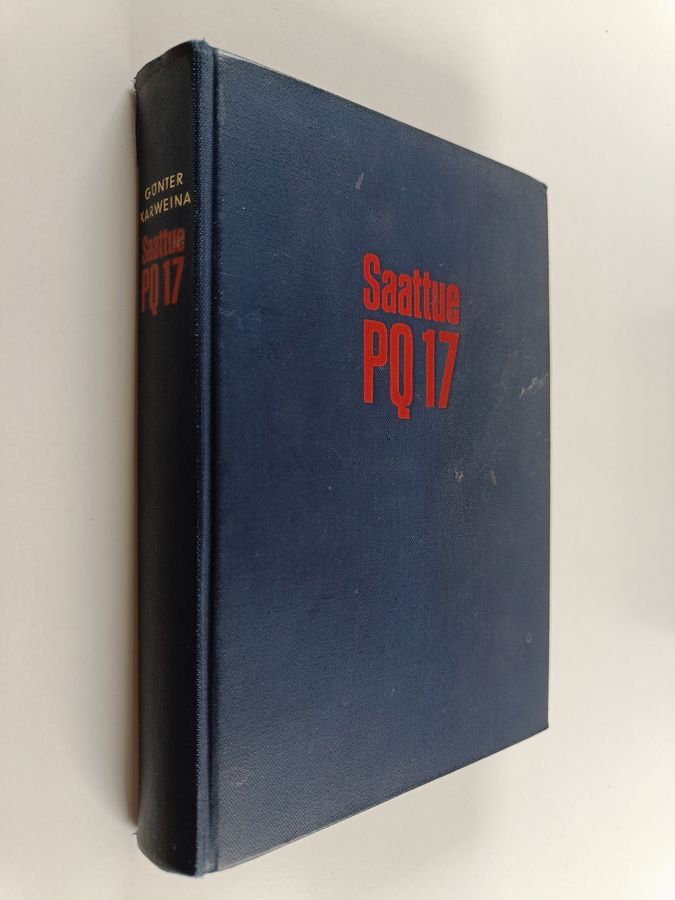 GÜNTER
KARWEINA
Saattue
PQ 17
Saattue
PQ 17